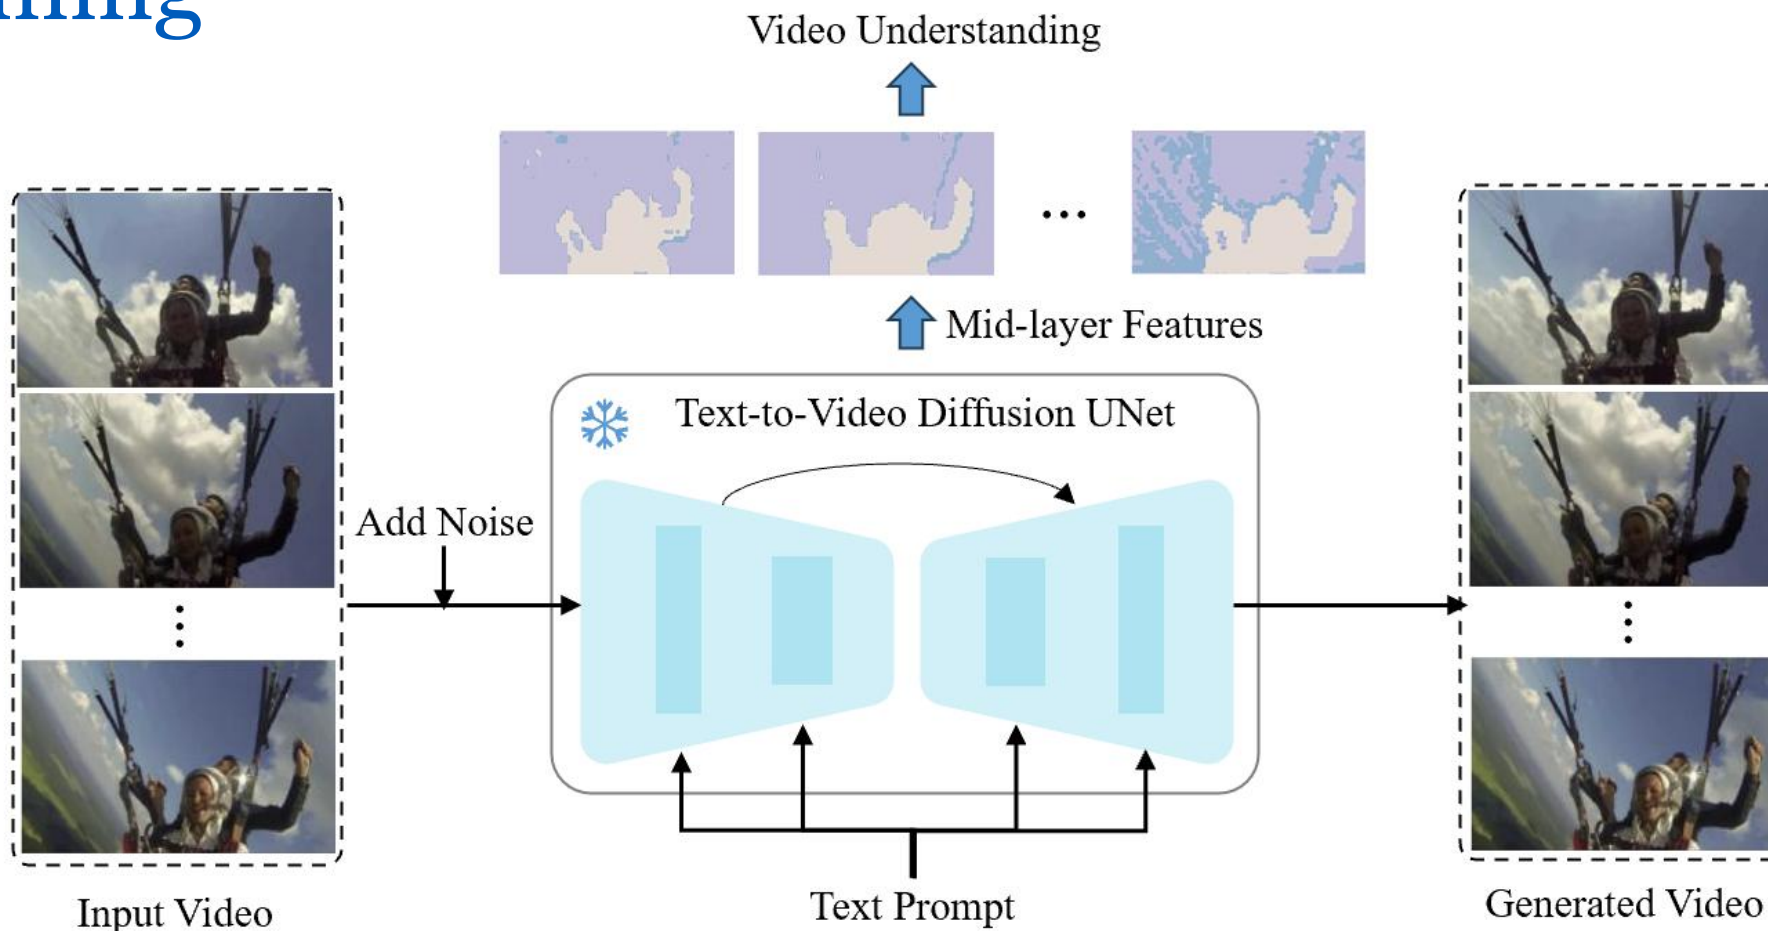 Video Understanding
Mid-layer Features
Text-to-Video Diffusion UNet
Add Noise
Input Video
Text Prompt
Generated Video